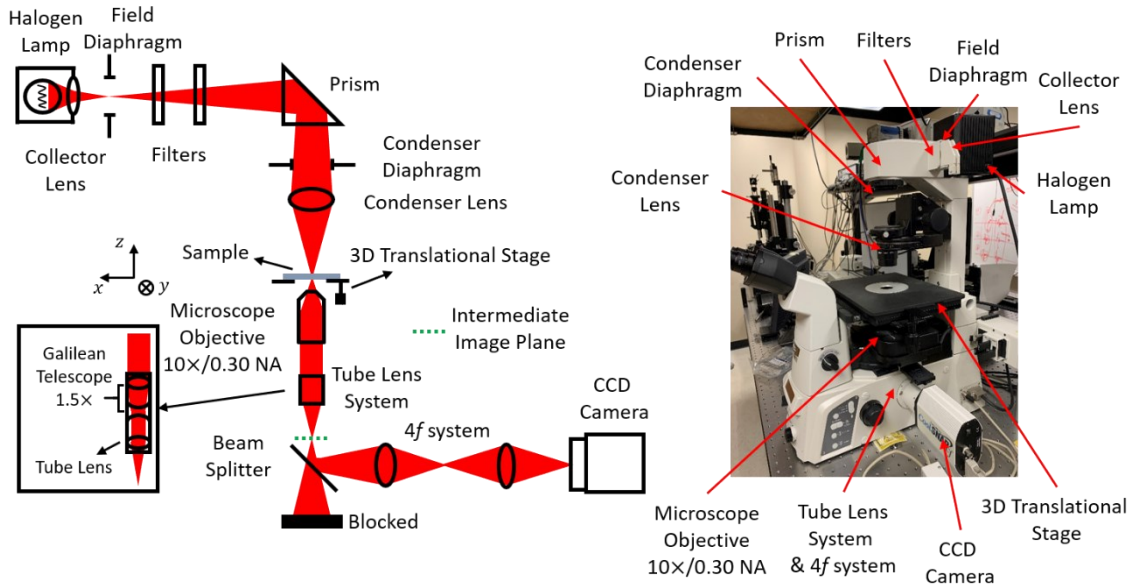 Halogen
Lamp
Field
Diaphragm
Prism
Collector
Lens
Filters
Condenser
Diaphragm
Condenser Lens
Sample
3D Translational Stage
z
x
y
Microscope
Objective
10×/0.30 NA
Intermediate
Image Plane
Galilean
Telescope
1.5×
Tube Lens
Tube Lens
System
CCD
Camera
Beam
Splitter
4f system
Blocked
Prism
Filters
Field
Diaphragm
Condenser
Diaphragm
Collector
Lens
Condenser
Lens
Halogen
Lamp
Microscope
Objective
10×/0.30 NA
Tube Lens
System
& 4f system
CCD
Camera
3D Translational
Stage